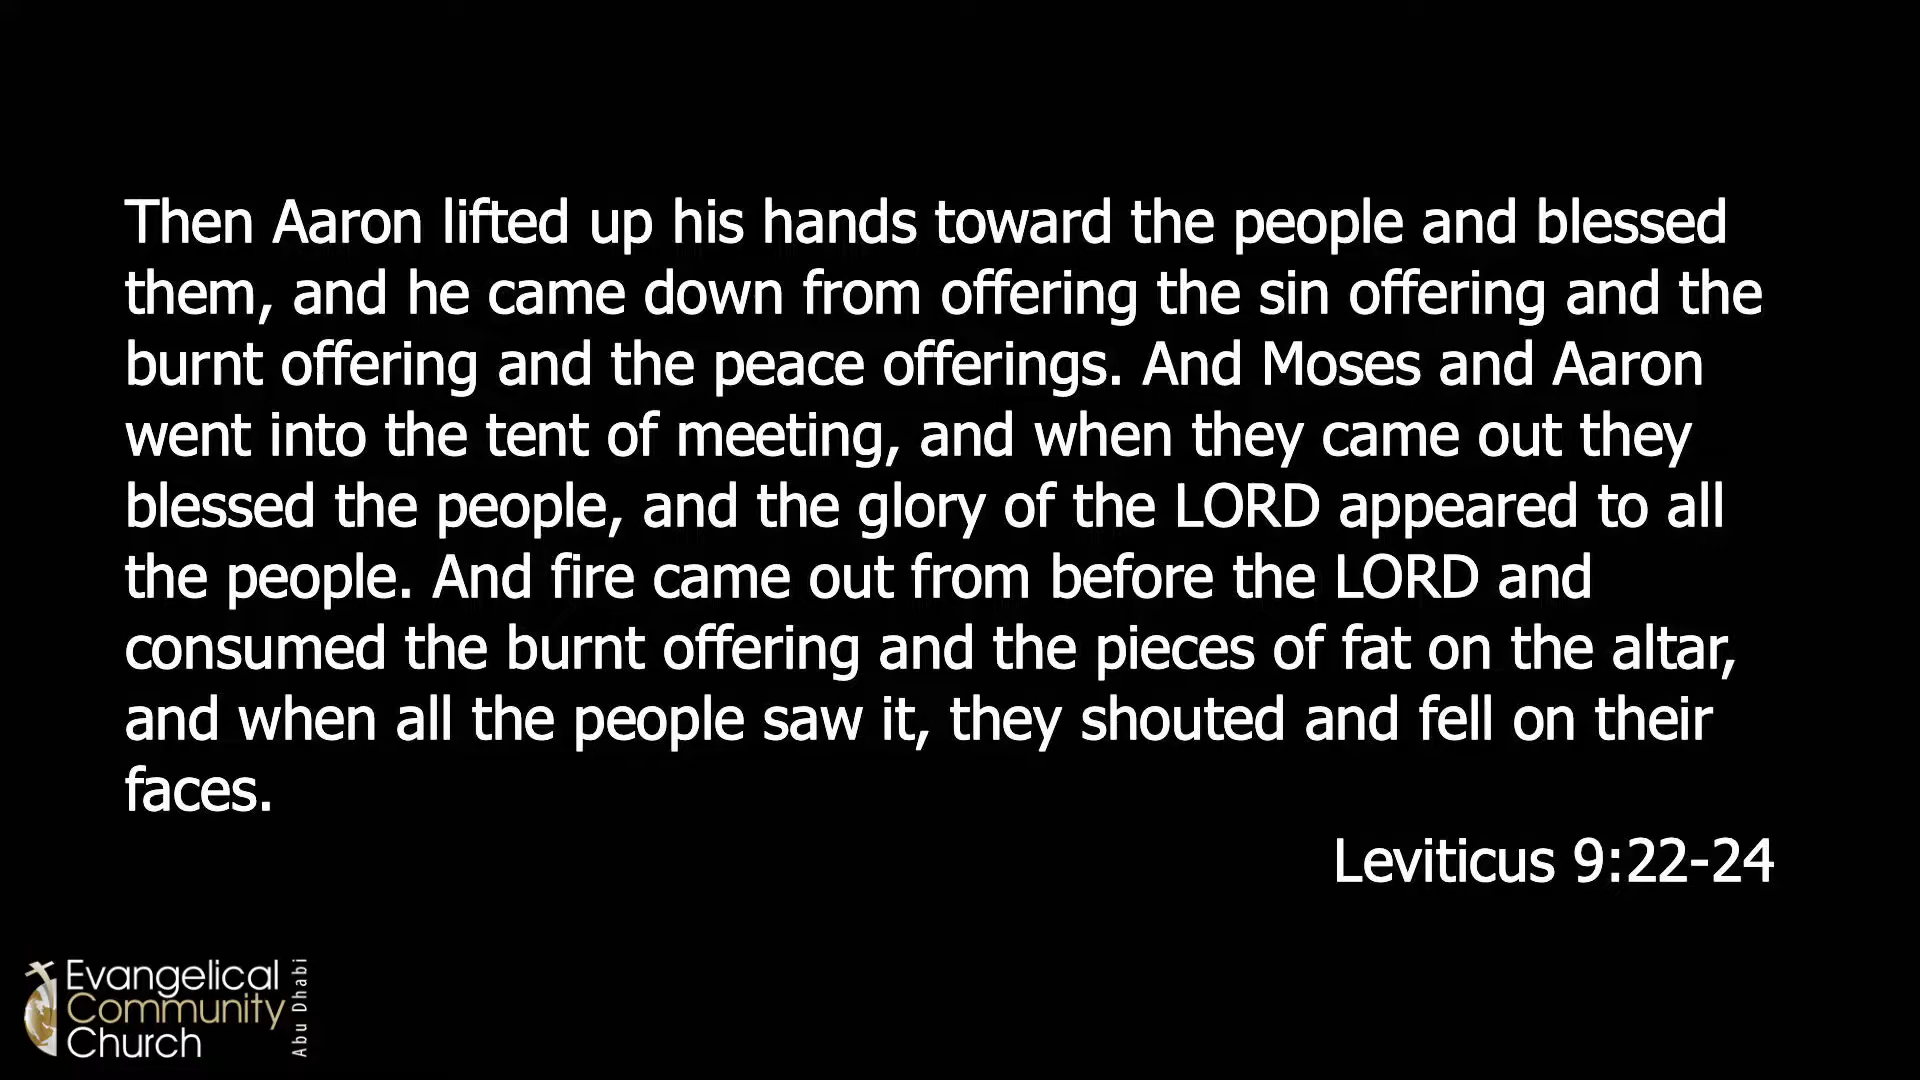 Then Aaron lifted up his hands toward the people and blessed
them, and he came down from offering the sin offering and the
burnt offering and the peace offerings. And Moses and Aaron
went into the tent of meeting, and when they came out they
blessed the people, and the glory of the LORD appeared to all
the people. And fire came out from before the LORD and
consumed the burnt offering and the pieces of fat on the altar,
and when all the people saw it, they shouted and fell on their
faces.
Leviticus 9:22-24
Evangelical
Community
Church
Abu Dhabi